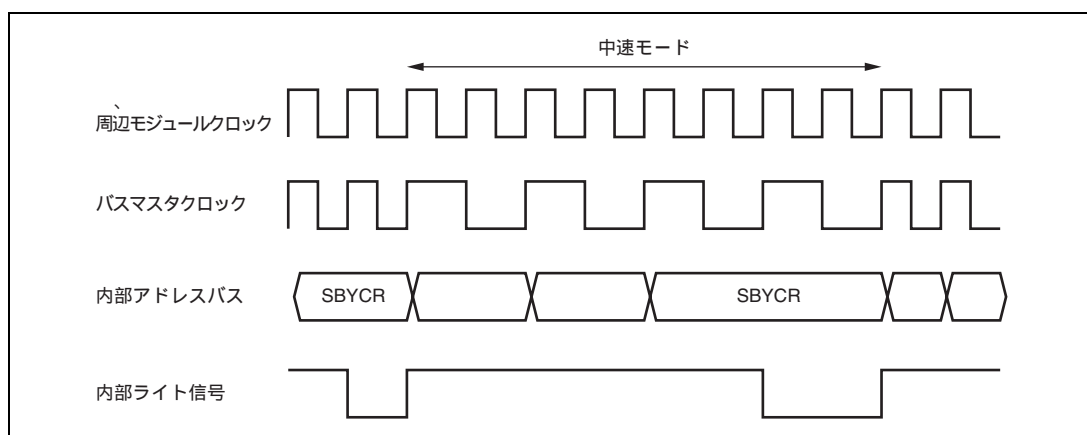 中速モード
周辺モジュールクロック
バスマスタクロック
内部アドレスバス
SBYCR
SBYCR
内部ライト信号